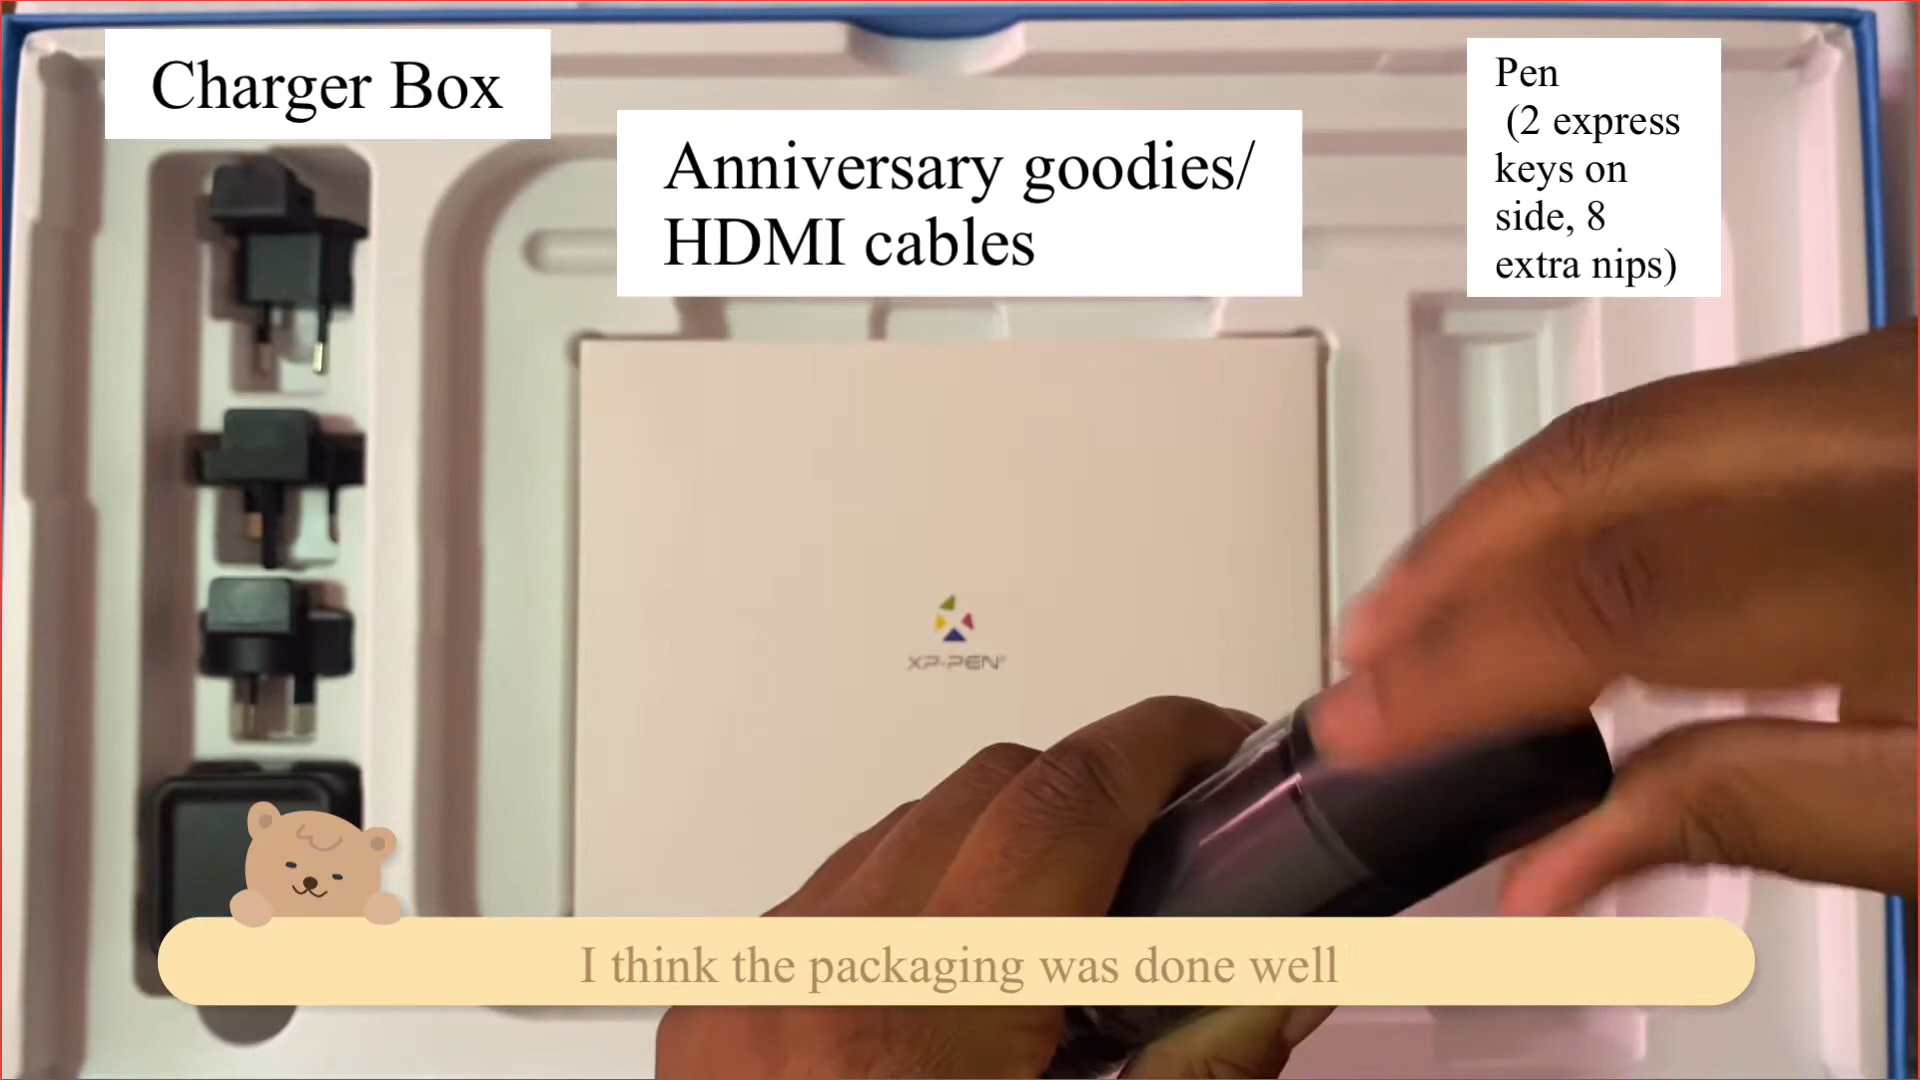 Charger Box
Anniversary goodies/
HDMI cables
Pen
(2 express
keys on
side, 8
extra nips)
XP-PEN
I think the packaging was done well